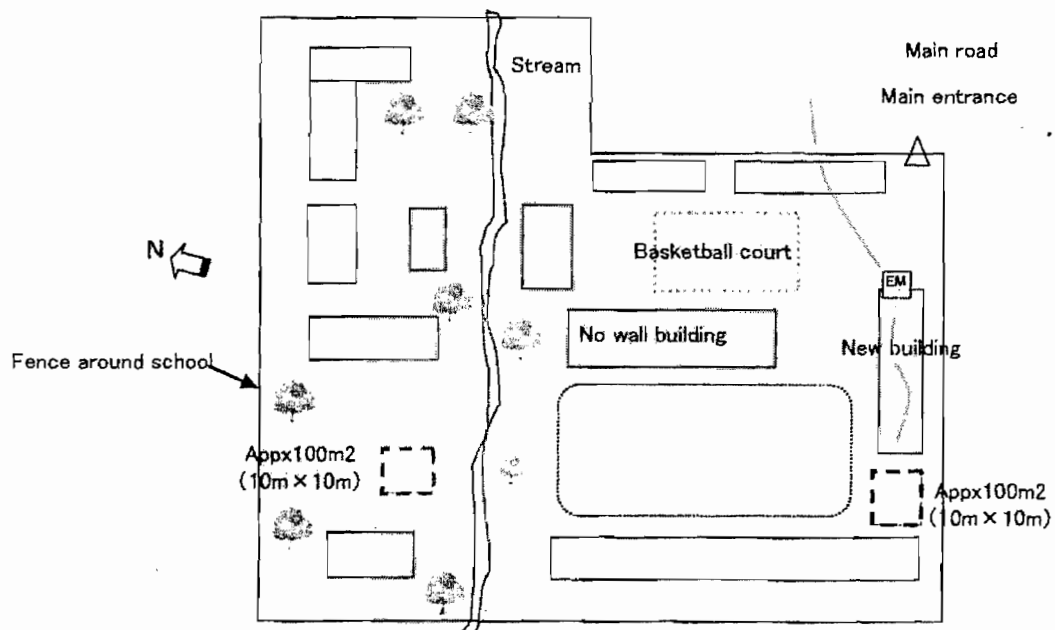 Main road
Stream
Main entrance
N
Basketball court
EM
No wall building
New building
Fence around school
Appx100m2
(10m×10m)
Appx100m2
(10m×10m)